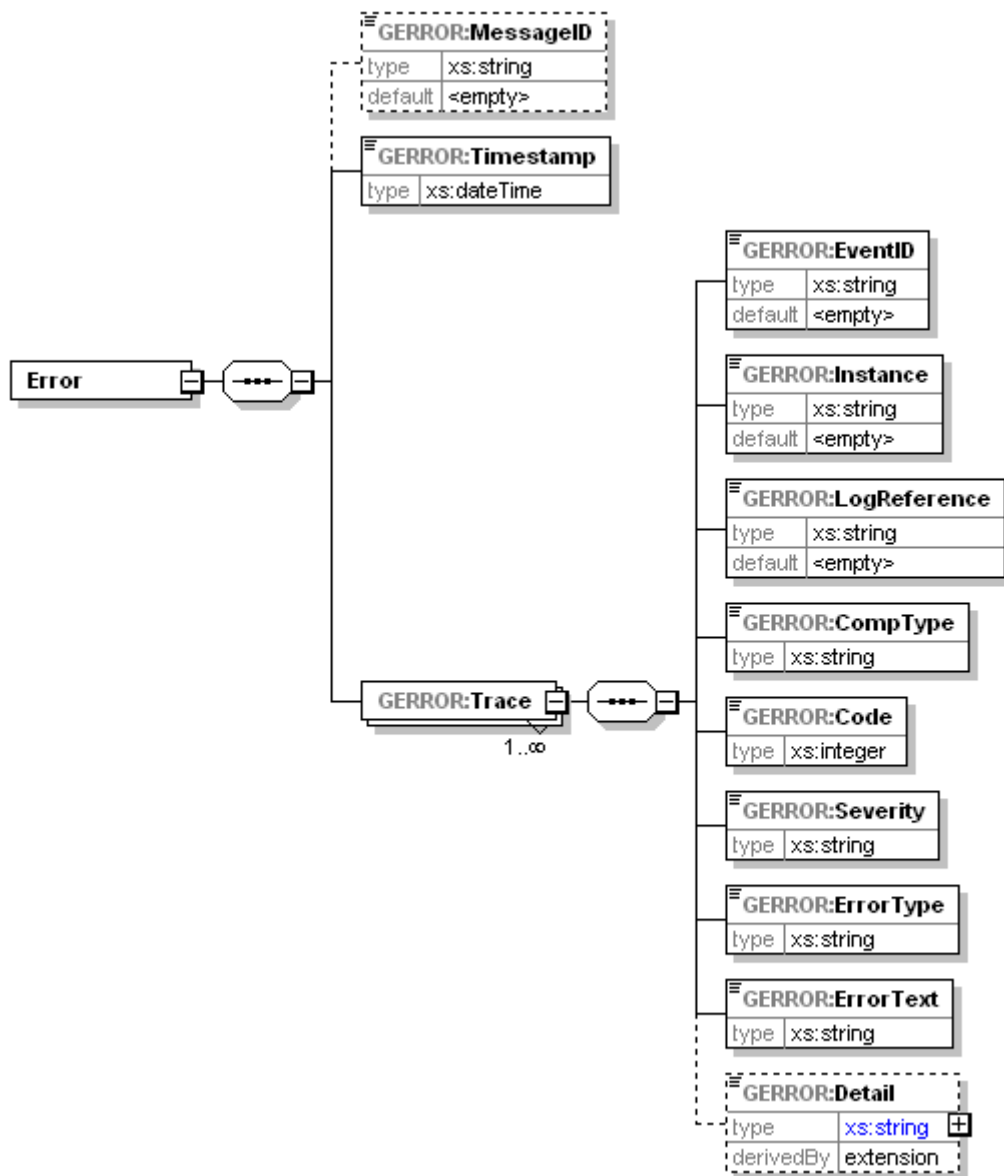 GERROR:MessageID
type xs:string
default <empty>
GERROR:Timestamp
type xs:dateTime
GERROR:EventID
type xs:string
default <empty>
Error
GERROR:Instance
type xs:string
default <empty>
GERROR:LogReference
type xs:string
default <empty>
GERROR:CompType
type xs:string
GERROR:Trace
1..∞
GERROR:Code
type xs:integer
GERROR:Severity
type xs:string
GERROR:ErrorType
type xs:string
GERROR:ErrorText
type xs:string
GERROR:Detail
type xs:string
derivedBy extension